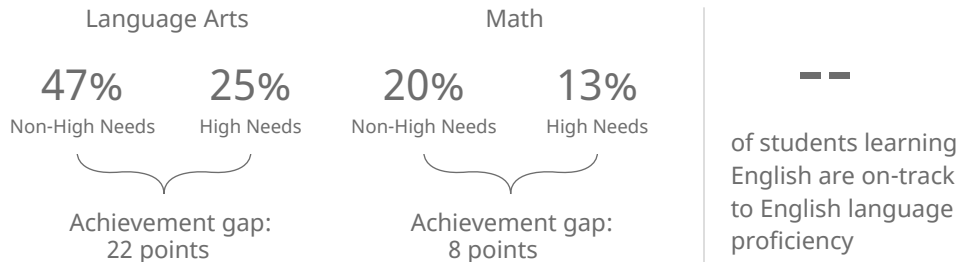 Language Arts
47%
25%
Non-High Needs
High Needs
Achievement gap:
22 points
Math
20%
13%
Non-High Needs
High Needs
Achievement gap:
8 points
--
of students learning
English are on-track
to English language
proficiency